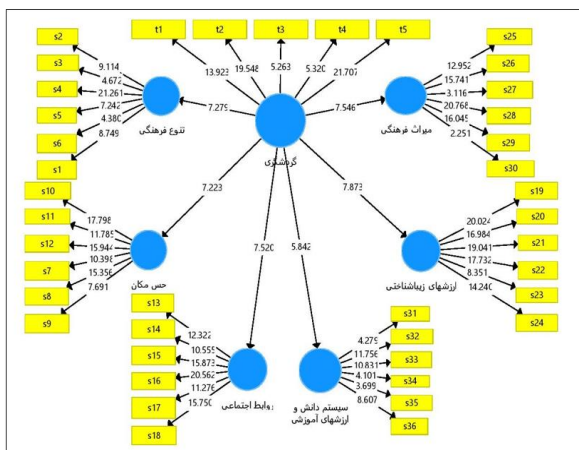 t1 t2 t3 t4 t5
13.923 19.548 5.263 5.320 21.707
s2
s3
s4
s5
s6
s1
9.114
4.672
21.261
7.242
4.380
8.749
تنوع فرهنگی
7.279
گردشگری
7.546
میراث فرهنگی
12.952
15.741
3.116
20.768
16.045
2.251
s25
s26
s27
s28
s29
s30
7.223
7.520
5.842
7.873
s10
s11
s12
s7
s8
s9
17.798
11.785
15.944
10.398
15.356
7.691
حس مکان
ارزشهای زیباشناختی
20.024
16.984
19.041
17.732
8.351
14.240
s19
s20
s21
s22
s23
s24
s13
s14
s15
s16
s17
s18
12.322
10.555
15.873
20.562
11.276
15.750
روابط اجتماعی
سیستم دانش و
ارزشهای آموزشی
4.279
11.756
10.831
4.101
3.699
8.607
s31
s32
s33
s34
s35
s36